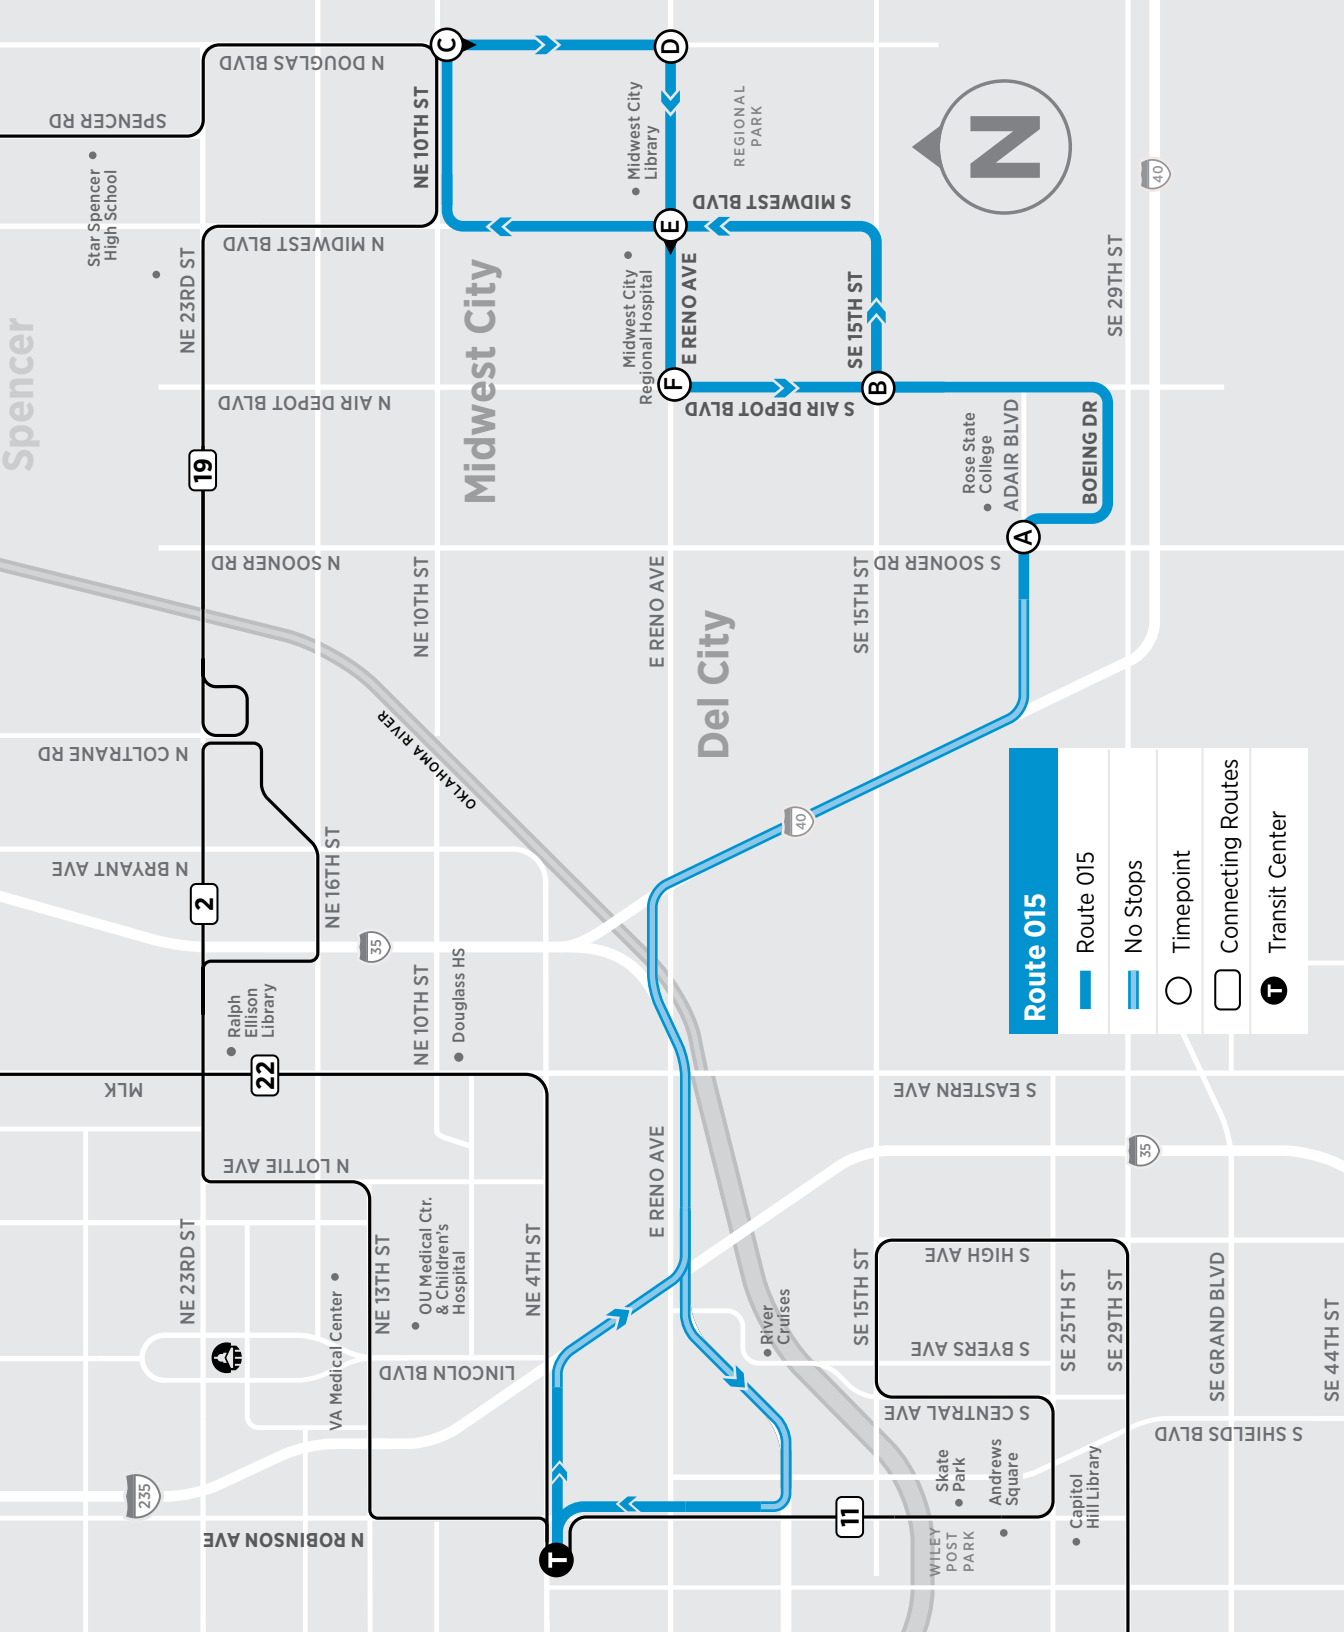 SPENCER RD
N DOUGLAS BLVD
C
D
NE 10TH ST
Midwest City
Library
REGIONAL
PARK
N
40
Star Spencer
High School
N MIDWEST BLVD
S MIDWEST BLVD
E
NE 23RD ST
Spencer
Midwest City
Midwest City
Regional Hospital
E RENO AVE
SE 15TH ST
SE 29TH ST
N AIR DEPOT BLVD
F
S AIR DEPOT BLVD
B
19
Rose State
College
ADAIR BLVD
BOEING DR
A
N SOONER RD
S SOONER RD
NE 10TH ST
E RENO AVE
SE 15TH ST
Del City
OKLAHOMA RIVER
N COLTRANE RD
N BRYANT AVE
2
NE 16TH ST
35
40
Ralph
Ellison
Library
NE 10TH ST
Douglass HS
MLK
22
S EASTERN AVE
N LOTTIE AVE
E RENO AVE
35
NE 23RD ST
NE 13TH ST
OU Medical Ctr.
& Children's
Hospital
NE 4TH ST
VA Medical Center
LINCOLN BLVD
River
Cruises
SE 15TH ST
S HIGH AVE
S BYERS AVE
S CENTRAL AVE
SE 25TH ST
SE 29TH ST
SE GRAND BLVD
SE 44TH ST
S SHIELDS BLVD
235
N ROBINSON AVE
T
11
Skate
Park
Andrews
Square
WILEY
POST
PARK
Capitol
Hill Library
Route 015
Route 015
No Stops
Timepoint
Connecting Routes
T Transit Center